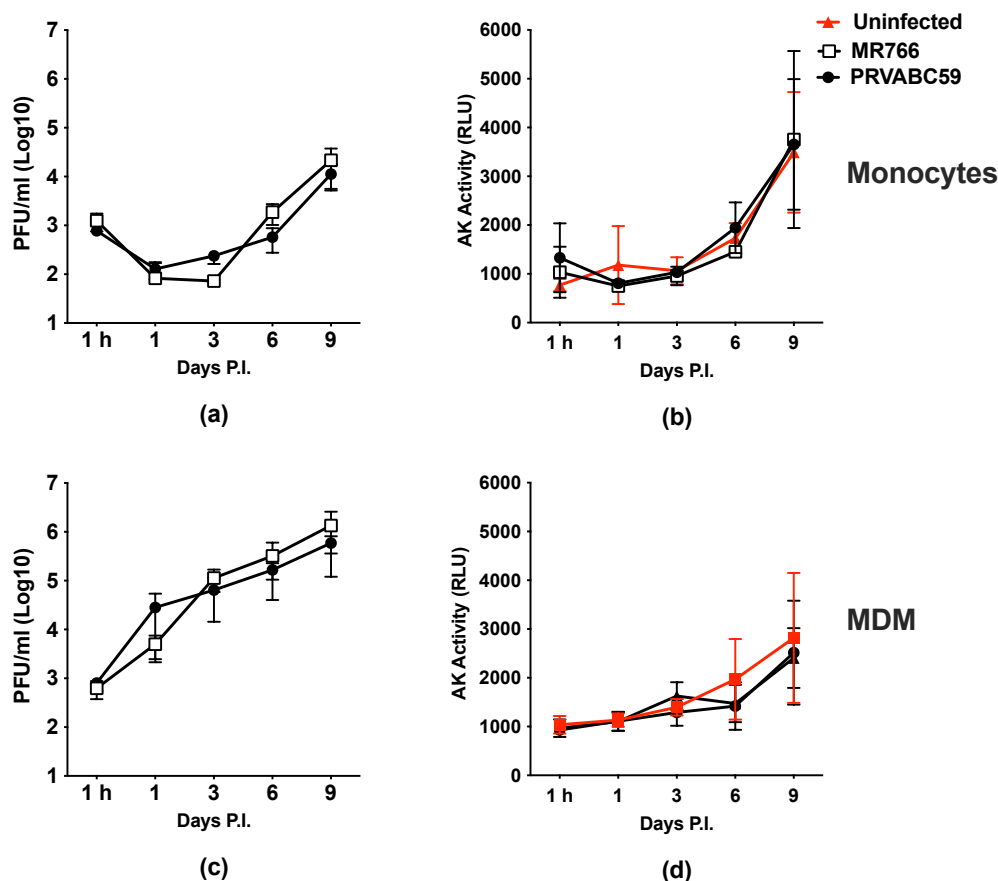 Uninfected
MR766
PRVABC59
7
6
5
4
3
2
1
PFU/ml (Log10)
1 h 1 3 6 9
Days P.I.
(a)
6000
5000
4000
3000
2000
1000
0
AK Activity (RLU)
1 h 1 3 6 9
Days P.I.
(b)
Monocytes
7
6
5
4
3
2
1
PFU/ml (Log10)
1 h 1 3 6 9
Days P.I.
(c)
6000
5000
4000
3000
2000
1000
0
AK Activity (RLU)
1 h 1 3 6 9
Days P.I.
(d)
MDM